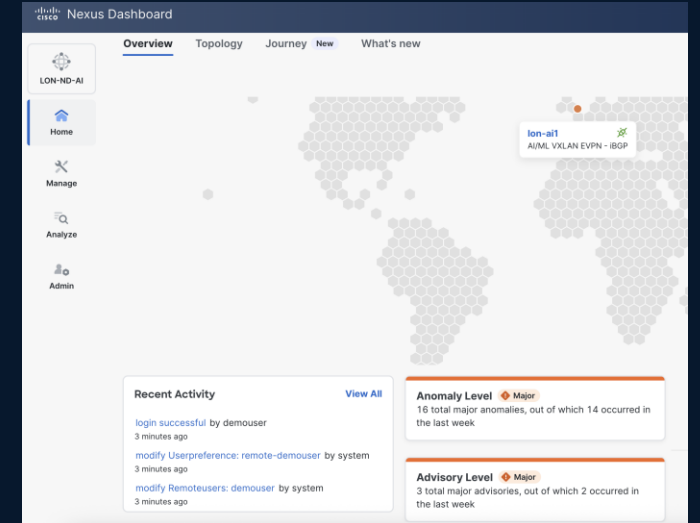 CISCO Nexus Dashboard
LON-ND-AI
Home
Manage
Analyze
Admin
Overview Topology Journey New What's new
lon-ai1
AI/ML VXLAN EVPN - iBGP
Recent Activity View All
login successful by demouser
3 minutes ago
modify Userpreference: remote-demouser by system
3 minutes ago
modify Remoteusers: demouser by system
3 minutes ago
Anomaly Level Major
16 total major anomalies, out of which 14 occurred in
the last week
Advisory Level Major
3 total major advisories, out of which 2 occurred in
the last week